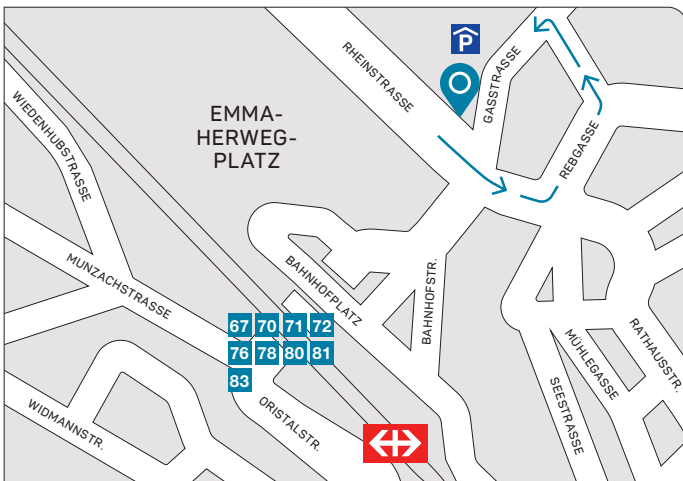 P
RHEINSTRASSE
GASSTRASSE
REBGASSE
WIEDENHUBSTRASSE
EMMA-
HERWEG-
PLATZ
MUNZACHSTRASSE
BAHNHOFPLATZ
BAHNHOFSTR.
67 70 71 72
76 78 80 81
83
MÜHLEGASSE
RATHAUSSTR.
SEESTRASSE
WIDMANNSTR.
ORISTALSTR.